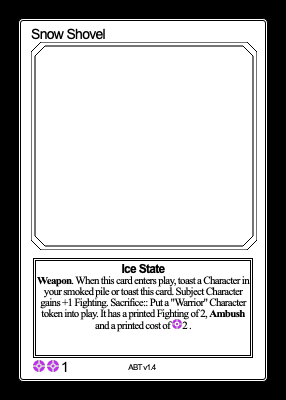 Snow Shovel
Ice State
Weapon. When this card enters play, toast a Character in
your smoked pile or toast this card. Subject Character
gains +1 Fighting. Sacrifice:: Put a "Warrior" Character
token into play. It has a printed Fighting of 2, Ambush
and a printed cost of 2 .
1
ABT v1.4